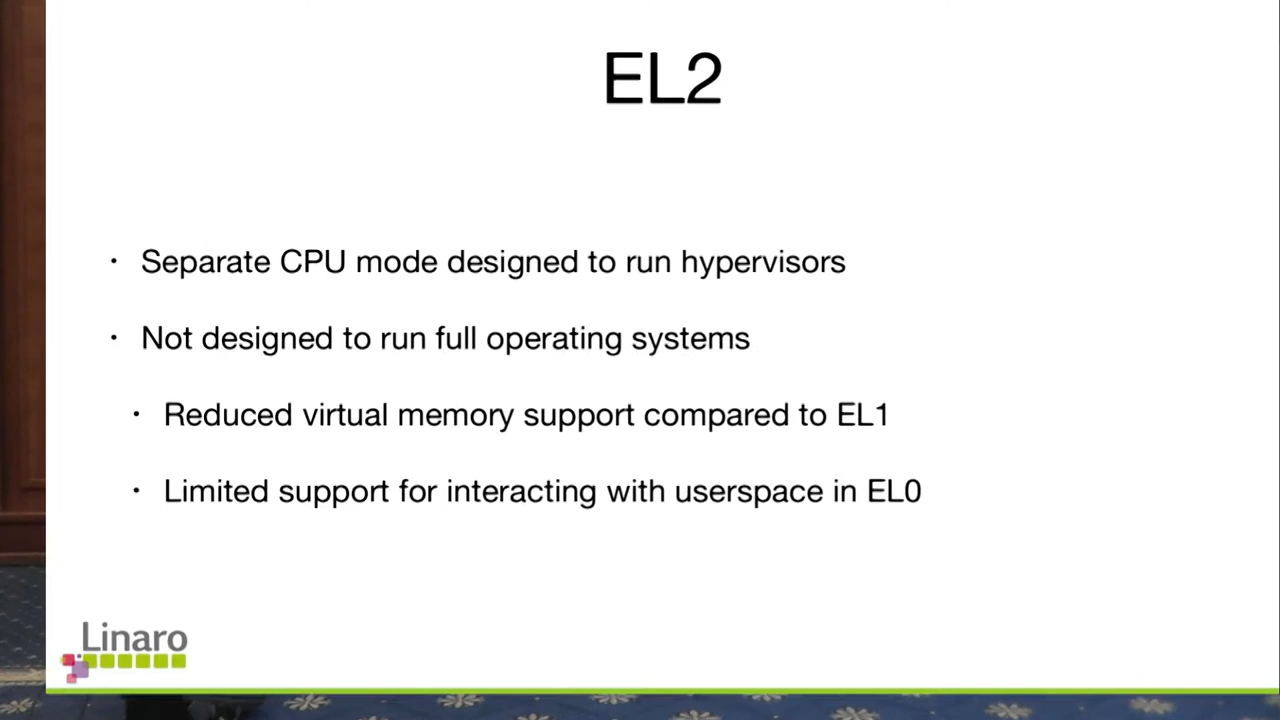 EL2
· Separate CPU mode designed to run hypervisors
· Not designed to run full operating systems
· Reduced virtual memory support compared to EL1
· Limited support for interacting with userspace in EL0
Linaro